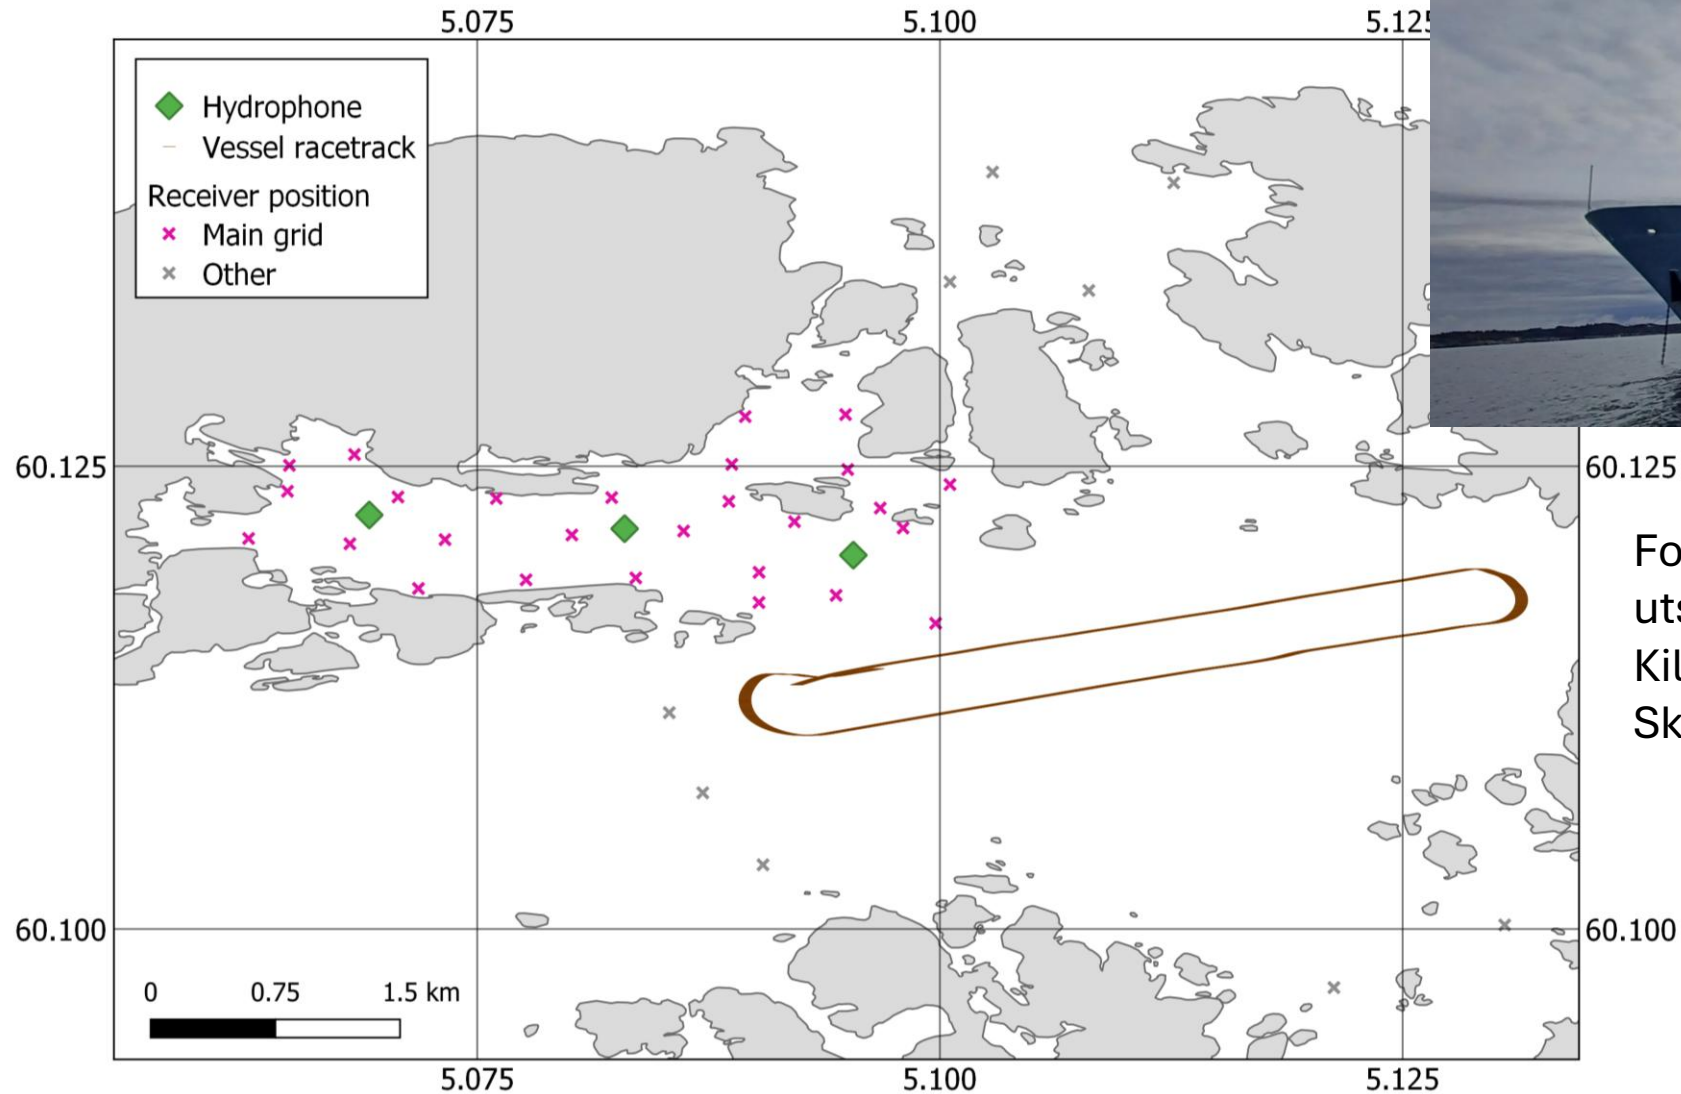 5.075 5.100 5.125
Hydrophone
Vessel racetrack
Receiver position
Main grid
Other
60.125 60.125
60.100 60.100
0 0.75 1.5 km
5.075 5.100 5.125